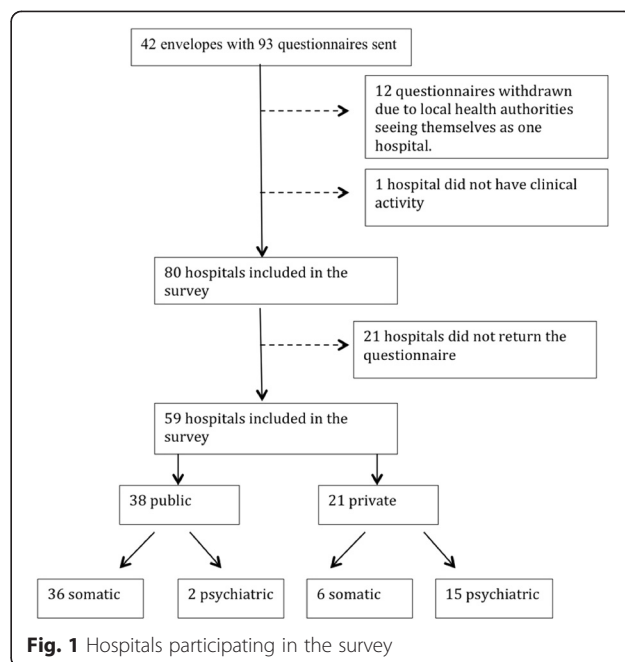 42 envelopes with 93 questionnaires sent
12 questionnaires withdrawn
due to local health authorities
seeing themselves as one
hospital.
1 hospital did not have clinical
activity
80 hospitals included in the
survey
21 hospitals did not return the
questionnaire
59 hospitals included in the
survey
38 public
21 private
36 somatic
2 psychiatric
6 somatic
15 psychiatric
Fig. 1 Hospitals participating in the survey